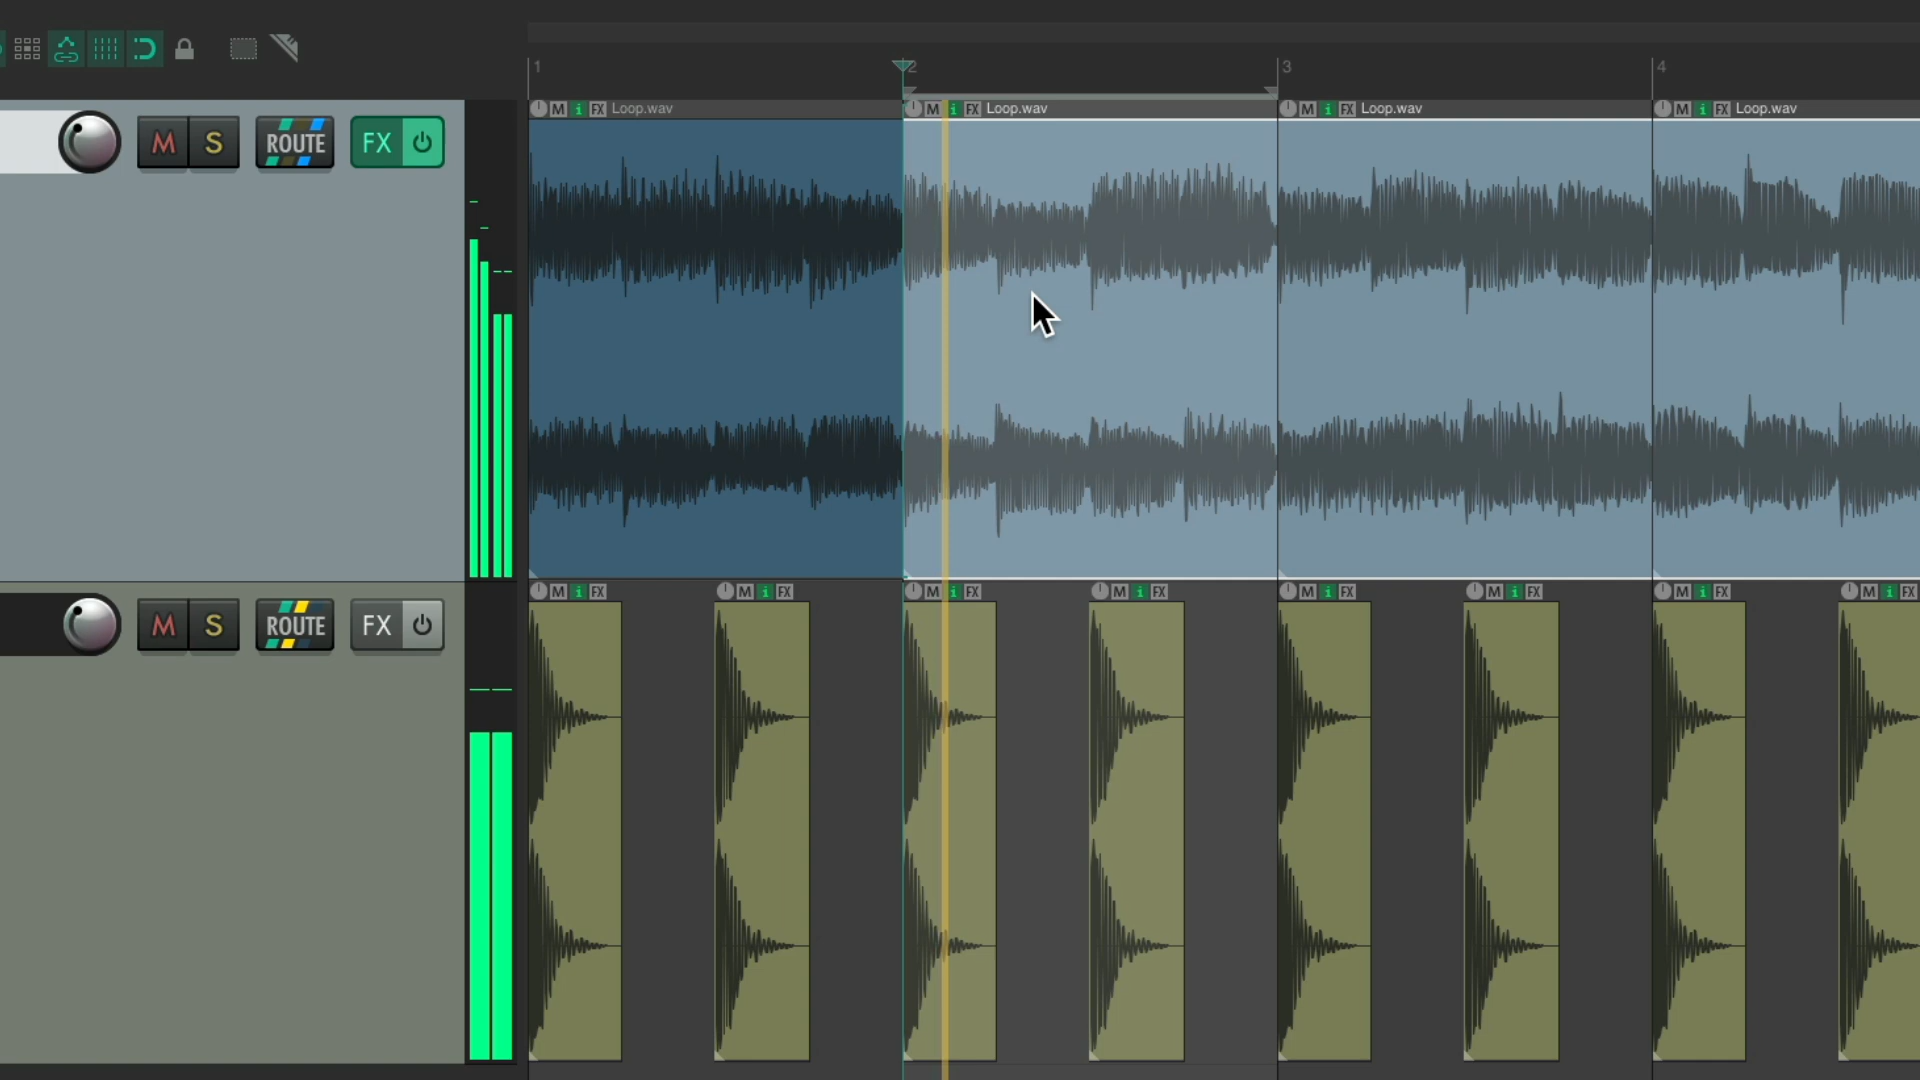 1 2 3 4
M i FX Loop.wav M i FX Loop.wav M i FX Loop.wav M i FX Loop.wav
M S ROUTE FX
M i FX M i FX M i FX M i FX M i FX M i FX M i FX M i FX
M S ROUTE FX